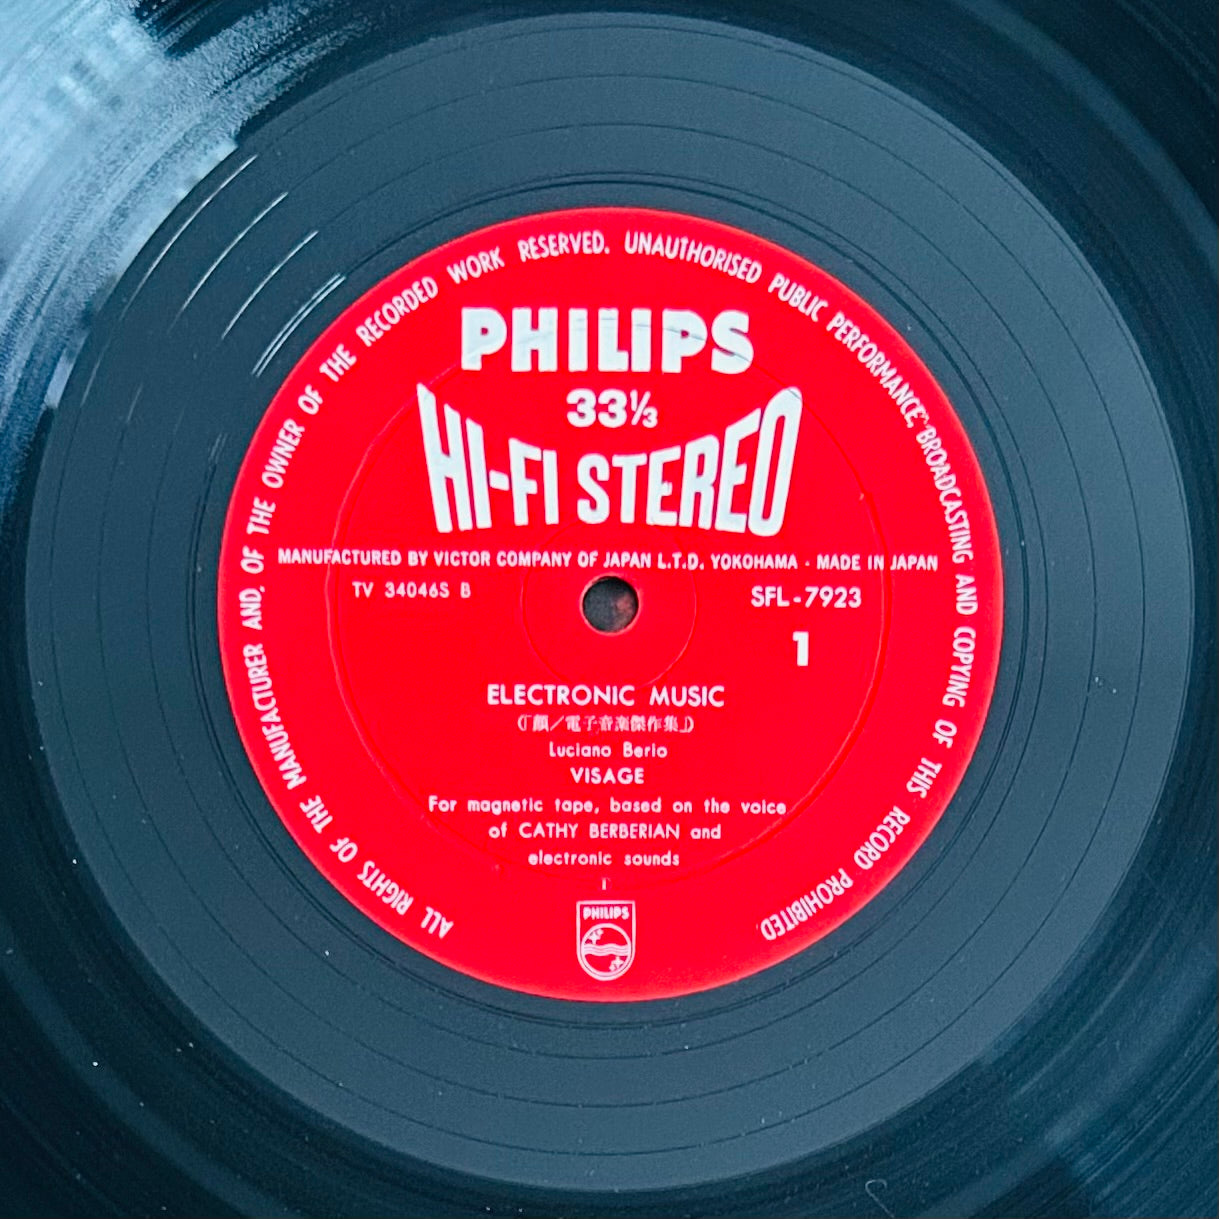 ALL RIGHTS OF THE MANUFACTURER AND. OF THE OWNER OF THE RECORDED WORK RESERVED. UNAUTHORISED PUBLIC PERFORMANCE, BROADCASTING AND COPYING OF THIS RECORD PROHIBITED
PHILIPS
33⅓
HI-FI STEREO
MANUFACTURED BY VICTOR COMPANY OF JAPAN L.T.D. YOKOHAMA · MADE IN JAPAN
TV 34046S B
SFL-7923
1
ELECTRONIC MUSIC
(「顔／電子音楽傑作集」)
Luciano Berio
VISAGE
For magnetic tape, based on the voice
of CATHY BERBERIAN and
electronic sounds
I
PHILIPS